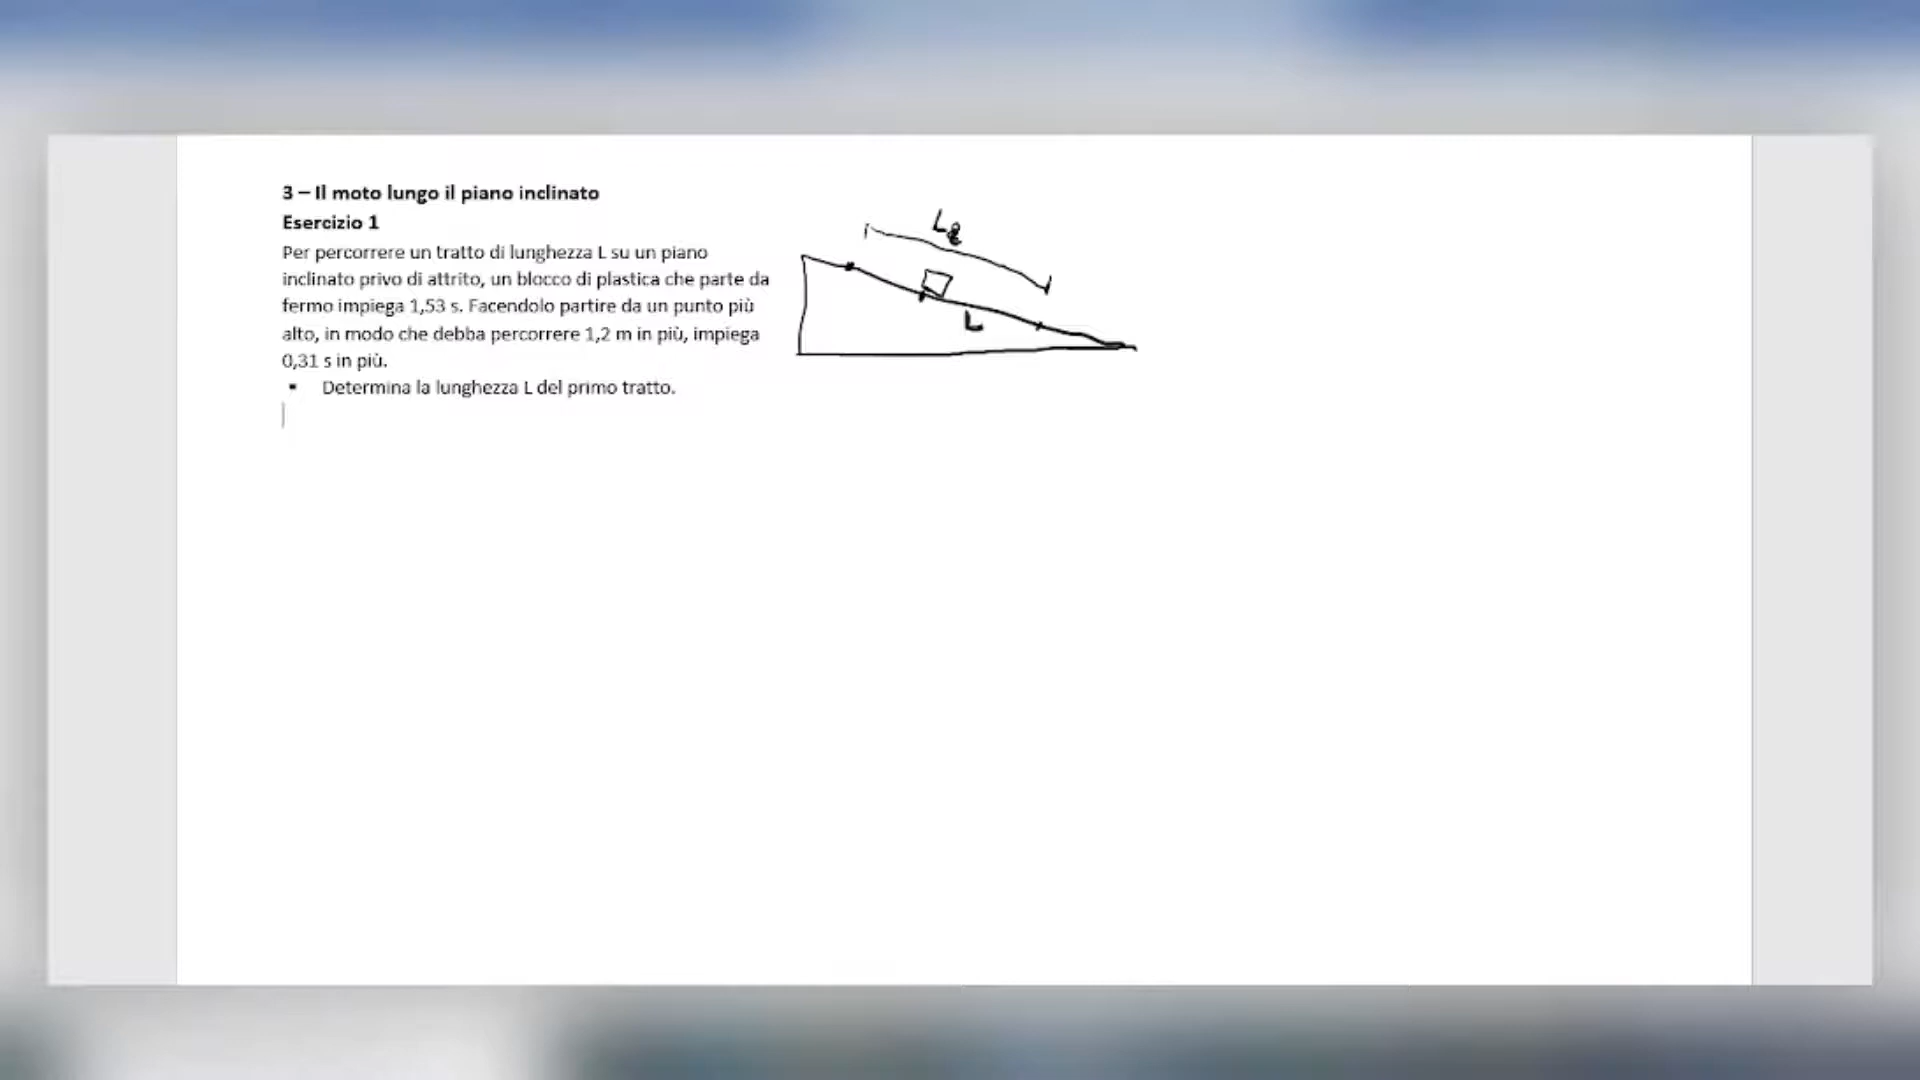 3 – Il moto lungo il piano inclinato
Esercizio 1
Per percorrere un tratto di lunghezza L su un piano
inclinato privo di attrito, un blocco di plastica che parte da
fermo impiega 1,53 s. Facendolo partire da un punto più
alto, in modo che debba percorrere 1,2 m in più, impiega
0,31 s in più.
▪ Determina la lunghezza L del primo tratto.
L
L